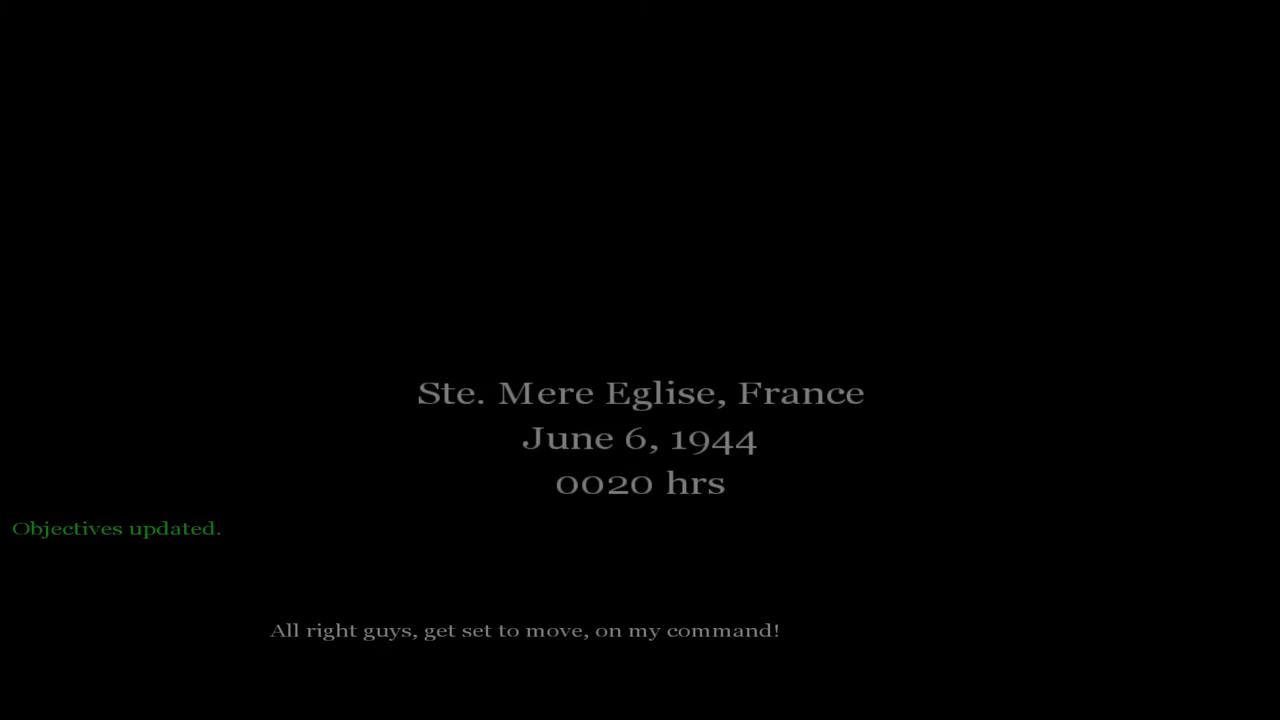 Ste. Mere Eglise, France
June 6, 1944
0020 hrs
Objectives updated.
All right guys, get set to move, on my command!